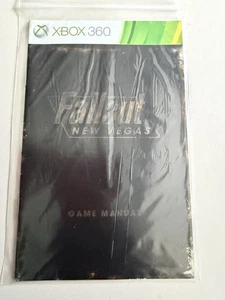 XBOX 360
Fallout
NEW VEGAS
GAME MANUAL